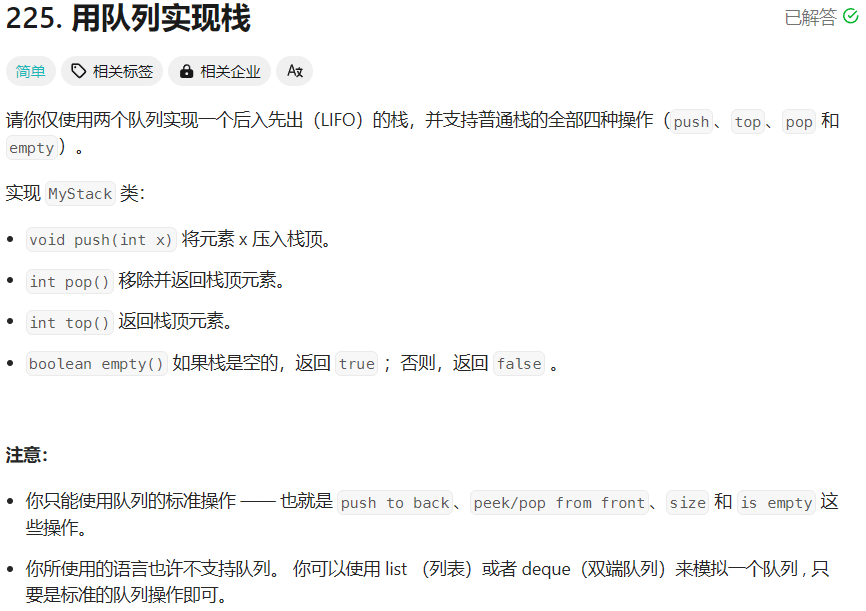 225. 用队列实现栈
已解答
简单 相关标签 相关企业 Ax
请你仅使用两个队列实现一个后入先出（LIFO）的栈，并支持普通栈的全部四种操作（push、top、pop 和
empty）。
实现 MyStack 类：
• void push(int x) 将元素 x 压入栈顶。
• int pop() 移除并返回栈顶元素。
• int top() 返回栈顶元素。
• boolean empty() 如果栈是空的，返回 true ；否则，返回 false 。
注意：
• 你只能使用队列的标准操作 —— 也就是 push to back、peek/pop from front、size 和 is empty 这
些操作。
• 你所使用的语言也许不支持队列。 你可以使用 list （列表）或者 deque（双端队列）来模拟一个队列 , 只
要是标准的队列操作即可。